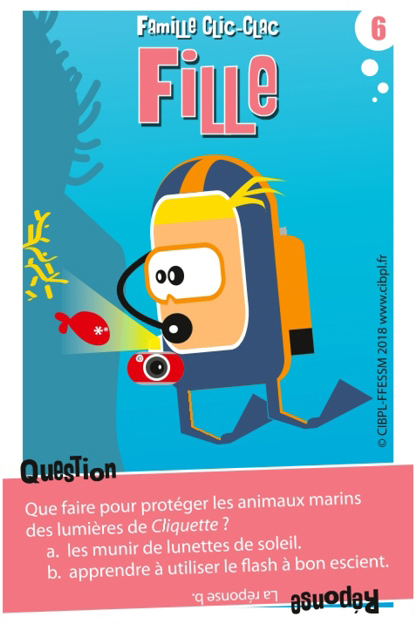 Famille Clic-Clac
6
Fille
© CIBPL-FFESSM 2018 www.cibpl.fr
Question
Que faire pour protéger les animaux marins
des lumières de Cliquette ?
a. les munir de lunettes de soleil.
b. apprendre à utiliser le flash à bon escient.
Réponse
La réponse b.